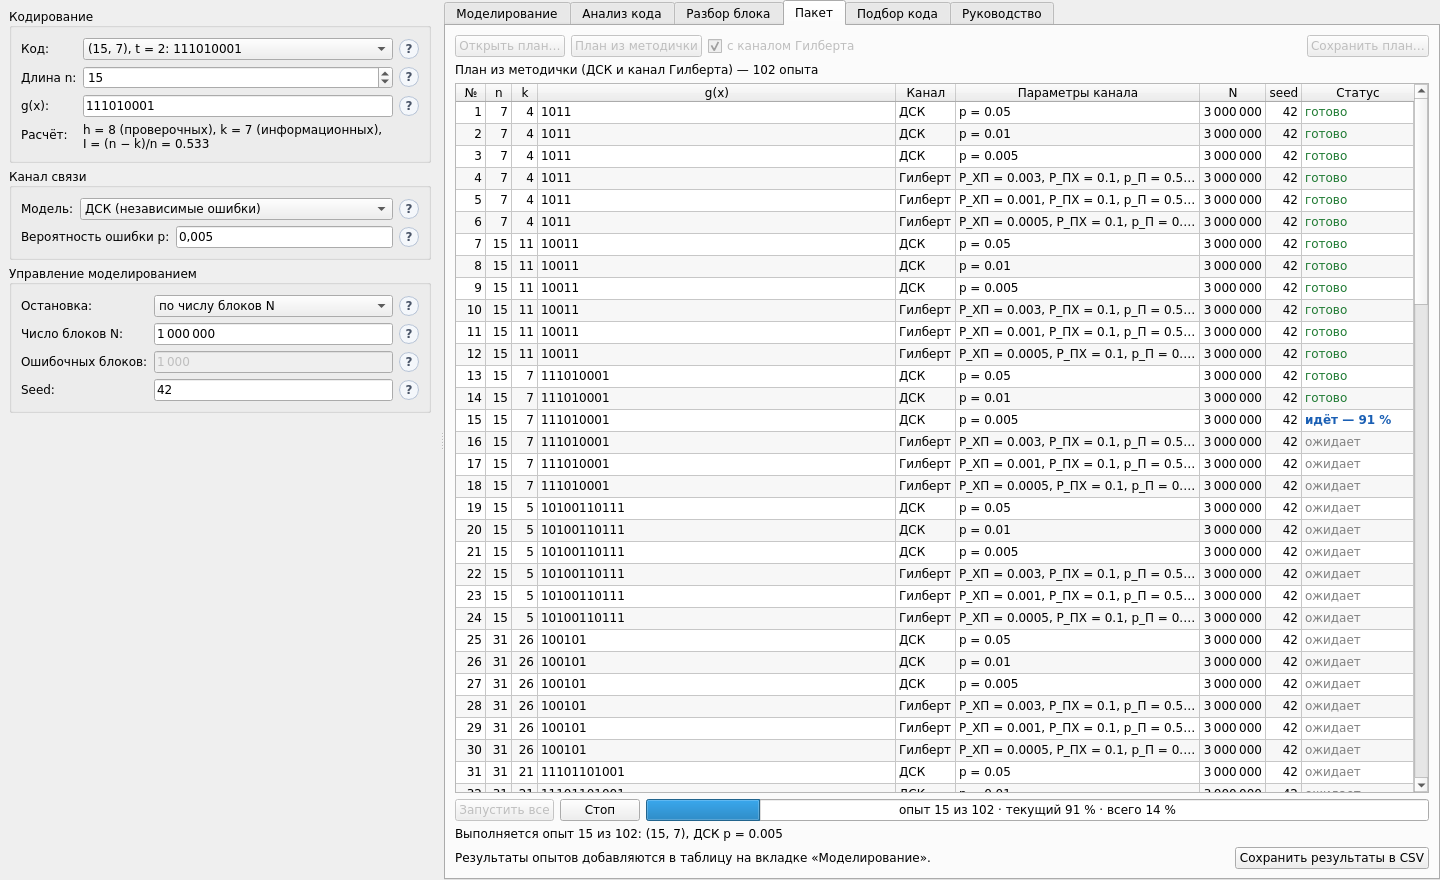 Кодирование
Код: (15, 7), t = 2: 111010001 ?
Длина n: 15 ?
g(x): 111010001 ?
Расчёт: h = 8 (проверочных), k = 7 (информационных),
I = (n − k)/n = 0.533
Канал связи
Модель: ДСК (независимые ошибки) ?
Вероятность ошибки p: 0,005 ?
Управление моделированием
Остановка: по числу блоков N ?
Число блоков N: 1 000 000 ?
Ошибочных блоков: 1 000 ?
Seed: 42 ?
Моделирование Анализ кода Разбор блока Пакет Подбор кода Руководство
Открыть план... План из методички с каналом Гилберта Сохранить план...
План из методички (ДСК и канал Гилберта) — 102 опыта
№ n k g(x) Канал Параметры канала N seed Статус
1 7 4 1011 ДСК p = 0.05 3 000 000 42 готово
2 7 4 1011 ДСК p = 0.01 3 000 000 42 готово
3 7 4 1011 ДСК p = 0.005 3 000 000 42 готово
4 7 4 1011 Гилберт P_ХП = 0.003, P_ПХ = 0.1, p_П = 0.5... 3 000 000 42 готово
5 7 4 1011 Гилберт P_ХП = 0.001, P_ПХ = 0.1, p_П = 0.5... 3 000 000 42 готово
6 7 4 1011 Гилберт P_ХП = 0.0005, P_ПХ = 0.1, p_П = 0.... 3 000 000 42 готово
7 15 11 10011 ДСК p = 0.05 3 000 000 42 готово
8 15 11 10011 ДСК p = 0.01 3 000 000 42 готово
9 15 11 10011 ДСК p = 0.005 3 000 000 42 готово
10 15 11 10011 Гилберт P_ХП = 0.003, P_ПХ = 0.1, p_П = 0.5... 3 000 000 42 готово
11 15 11 10011 Гилберт P_ХП = 0.001, P_ПХ = 0.1, p_П = 0.5... 3 000 000 42 готово
12 15 11 10011 Гилберт P_ХП = 0.0005, P_ПХ = 0.1, p_П = 0.... 3 000 000 42 готово
13 15 7 111010001 ДСК p = 0.05 3 000 000 42 готово
14 15 7 111010001 ДСК p = 0.01 3 000 000 42 готово
15 15 7 111010001 ДСК p = 0.005 3 000 000 42 идёт — 91 %
16 15 7 111010001 Гилберт P_ХП = 0.003, P_ПХ = 0.1, p_П = 0.5... 3 000 000 42 ожидает
17 15 7 111010001 Гилберт P_ХП = 0.001, P_ПХ = 0.1, p_П = 0.5... 3 000 000 42 ожидает
18 15 7 111010001 Гилберт P_ХП = 0.0005, P_ПХ = 0.1, p_П = 0.... 3 000 000 42 ожидает
19 15 5 10100110111 ДСК p = 0.05 3 000 000 42 ожидает
20 15 5 10100110111 ДСК p = 0.01 3 000 000 42 ожидает
21 15 5 10100110111 ДСК p = 0.005 3 000 000 42 ожидает
22 15 5 10100110111 Гилберт P_ХП = 0.003, P_ПХ = 0.1, p_П = 0.5... 3 000 000 42 ожидает
23 15 5 10100110111 Гилберт P_ХП = 0.001, P_ПХ = 0.1, p_П = 0.5... 3 000 000 42 ожидает
24 15 5 10100110111 Гилберт P_ХП = 0.0005, P_ПХ = 0.1, p_П = 0.... 3 000 000 42 ожидает
25 31 26 100101 ДСК p = 0.05 3 000 000 42 ожидает
26 31 26 100101 ДСК p = 0.01 3 000 000 42 ожидает
27 31 26 100101 ДСК p = 0.005 3 000 000 42 ожидает
28 31 26 100101 Гилберт P_ХП = 0.003, P_ПХ = 0.1, p_П = 0.5... 3 000 000 42 ожидает
29 31 26 100101 Гилберт P_ХП = 0.001, P_ПХ = 0.1, p_П = 0.5... 3 000 000 42 ожидает
30 31 26 100101 Гилберт P_ХП = 0.0005, P_ПХ = 0.1, p_П = 0.... 3 000 000 42 ожидает
31 31 21 11101101001 ДСК p = 0.05 3 000 000 42 ожидает
Запустить все Стоп опыт 15 из 102 · текущий 91 % · всего 14 %
Выполняется опыт 15 из 102: (15, 7), ДСК p = 0.005
Результаты опытов добавляются в таблицу на вкладке «Моделирование». Сохранить результаты в CSV